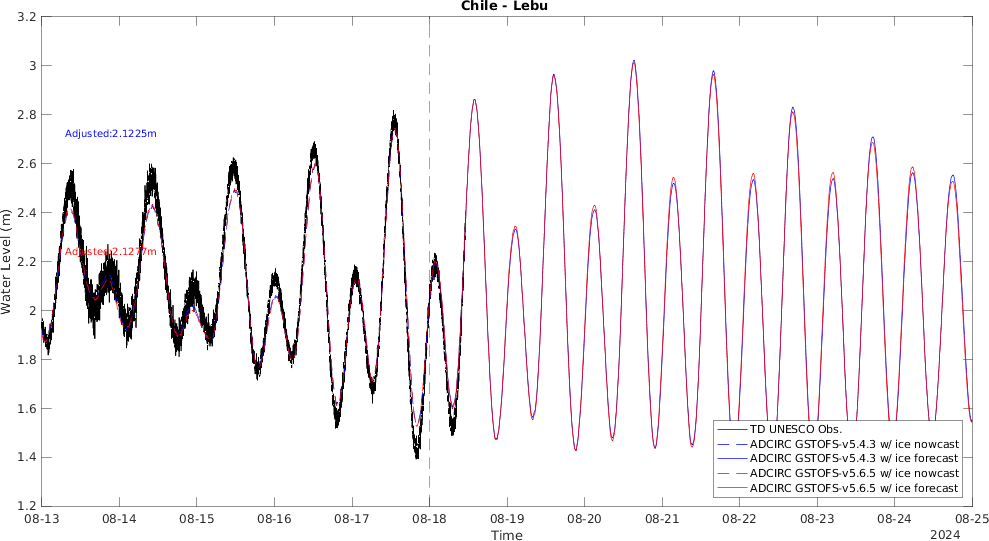 Chile - Lebu
3.2
3
2.8
2.6
2.4
2.2
2
1.8
1.6
1.4
1.2
Water Level (m)
Adjusted:2.1225m
Adjusted:2.1277m
TD UNESCO Obs.
ADCIRC GSTOFS-v5.4.3 w/ ice nowcast
ADCIRC GSTOFS-v5.4.3 w/ ice forecast
ADCIRC GSTOFS-v5.6.5 w/ ice nowcast
ADCIRC GSTOFS-v5.6.5 w/ ice forecast
08-13 08-14 08-15 08-16 08-17 08-18 08-19 08-20 08-21 08-22 08-23 08-24 08-25
Time
2024